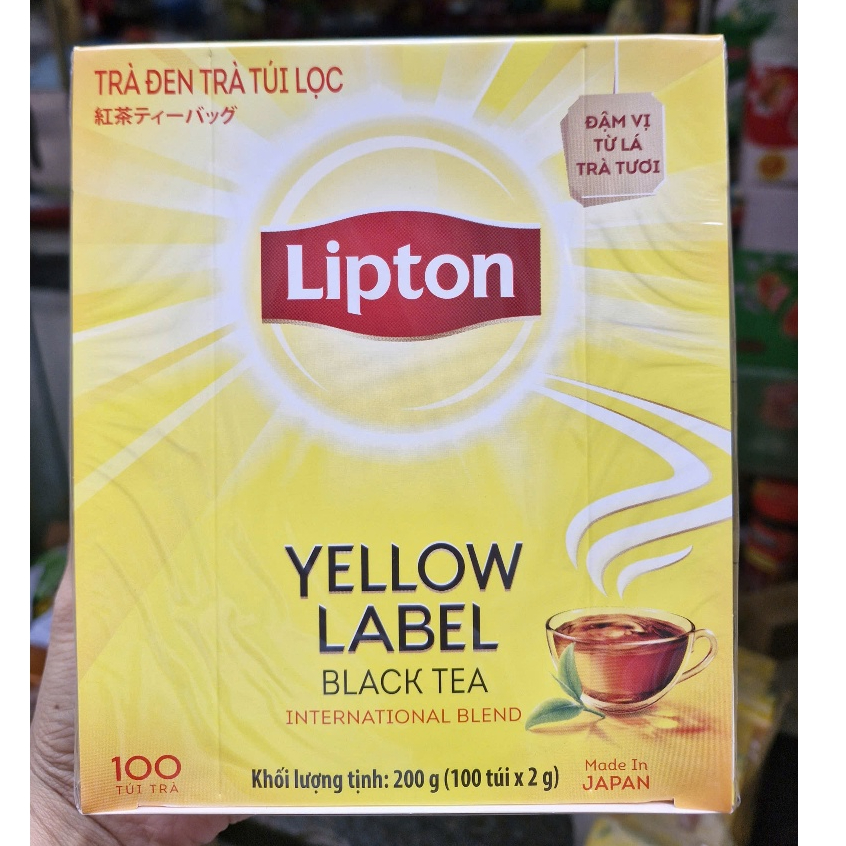 TRÀ ĐEN TRÀ TÚI LỌC
紅茶ティーバッグ
ĐẬM VỊ
TỪ LÁ
TRÀ TƯƠI
Lipton
YELLOW
LABEL
BLACK TEA
INTERNATIONAL BLEND
100
TÚI TRÀ
Khối lượng tịnh: 200 g (100 túi x 2 g)
Made In
JAPAN